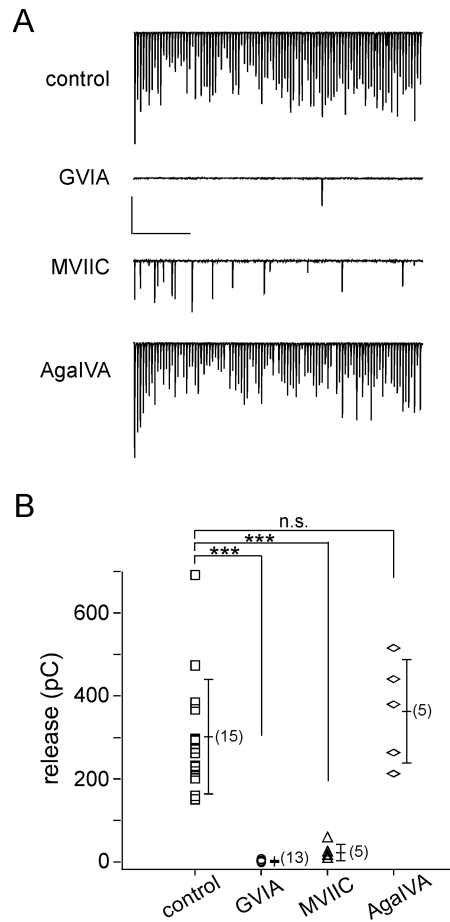 A
control
GVIA
MVIIC
AgaIVA
B
n.s.
***
***
600
400
200
0
release (pC)
(15)
(13)
(5)
(5)
control
GVIA
MVIIC
AgaIVA